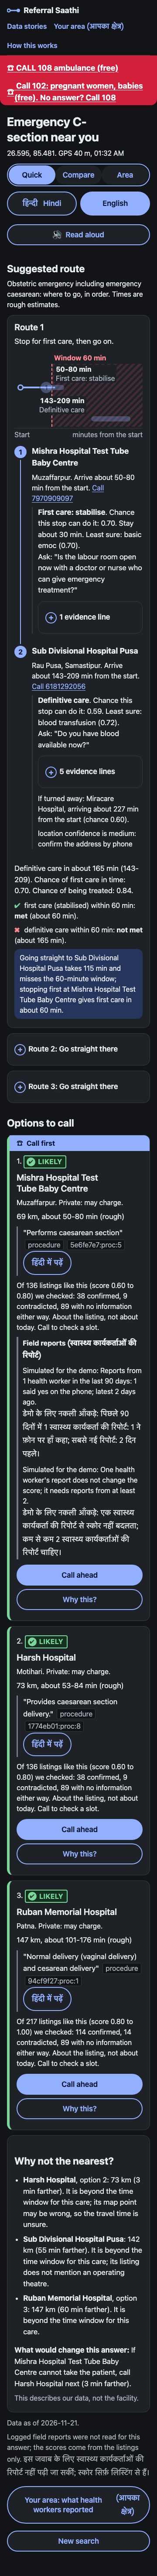 Referral Saathi
Data stories Your area (आपका क्षेत्र)
How this works
☎ CALL 108 ambulance (free)
☎ Call 102: pregnant women, babies (free). No answer? Call 108
Emergency C-
section near you
26.595, 85.481. GPS 40 m, 01:32 AM
Quick Compare Area
हिन्दी Hindi English
Read aloud
Suggested route
Obstetric emergency including emergency
caesarean: where to go, in order. Times are
rough estimates.
Route 1
Stop for first care, then go on.
Window 60 min
50-80 min
First care: stabilise
143-209 min
Definitive care
Start minutes from the start
1
Mishra Hospital Test Tube
Baby Centre
Muzaffarpur. Arrive about 50-80
min from the start. Call
7970909097
First care: stabilise. Chance
this stop can do it: 0.70. Stay
about 30 min. Least sure: basic
emoc (0.70).
Ask: "Is the labour room open
now with a doctor or nurse who
can give emergency
treatment?"
1 evidence line
2
Sub Divisional Hospital Pusa
Rau Pusa, Samastipur. Arrive
about 143-209 min from the start.
Call 6181292056
Definitive care. Chance this
stop can do it: 0.59. Least sure:
blood transfusion (0.72).
Ask: "Do you have blood
available now?"
5 evidence lines
If turned away: Miracare
Hospital, arriving about 227 min
from the start (chance 0.60).
location confidence is medium:
confirm the address by phone
Definitive care in about 165 min (143-
209). Chance of first care in time:
0.70. Chance of being treated: 0.84.
✔ first care (stabilised) within 60 min:
met (about 60 min).
✖ definitive care within 60 min: not met
(about 165 min).
Going straight to Sub Divisional
Hospital Pusa takes 115 min and
misses the 60-minute window;
stopping first at Mishra Hospital Test
Tube Baby Centre gives first care in
about 60 min.
Route 2: Go straight there
Route 3: Go straight there
Options to call
☎ Call first
1. LIKELY
Mishra Hospital Test
Tube Baby Centre
Muzaffarpur. Private: may charge.
69 km, about 50-80 min (rough)
"Performs caesarean section"
procedure 5e6fe7e7:proc:5
हिंदी में पढ़ें
Of 136 listings like this (score 0.60 to
0.80) we checked: 38 confirmed, 9
contradicted, 89 with no information
either way. About the listing, not about
today. Call to check a slot.
Field reports (स्वास्थ्य कार्यकर्ताओं की
रिपोर्ट)
Simulated for the demo: Reports from
1 health worker in the last 90 days: 1
said yes on the phone; latest 2 days
ago.
डेमो के लिए नकली आँकड़े: पिछले 90
दिनों में 1 स्वास्थ्य कार्यकर्ता की रिपोर्ट: 1 ने
फ़ोन पर हाँ कहा; सबसे नई रिपोर्ट: 2 दिन
पहले।
Simulated for the demo: One health
worker's report does not change the
score; it needs reports from at least
2.
डेमो के लिए नकली आँकड़े: एक स्वास्थ्य
कार्यकर्ता की रिपोर्ट से स्कोर नहीं बदलता;
कम से कम 2 स्वास्थ्य कार्यकर्ताओं की
रिपोर्ट चाहिए।
Call ahead
Why this?
2. LIKELY
Harsh Hospital
Motihari. Private: may charge.
73 km, about 53-84 min (rough)
"Provides caesarean section
delivery." procedure
1774eb01:proc:8
हिंदी में पढ़ें
Of 136 listings like this (score 0.60 to
0.80) we checked: 38 confirmed, 9
contradicted, 89 with no information
either way. About the listing, not about
today. Call to check a slot.
Call ahead
Why this?
3. LIKELY
Ruban Memorial Hospital
Patna. Private: may charge.
147 km, about 101-176 min (rough)
"Normal delivery (vaginal delivery)
and cesarean delivery" procedure
94cf9f27:proc:1
हिंदी में पढ़ें
Of 217 listings like this (score 0.80 to
1.00) we checked: 114 confirmed, 14
contradicted, 89 with no information
either way. About the listing, not about
today. Call to check a slot.
Call ahead
Why this?
Why not the nearest?
• Harsh Hospital, option 2: 73 km (3
mi farther). It is beyond the
time window for this care; its map
point may be wrong, so the travel time is
unsure.
• Sub Divisional Hospital Pusa: 142
km (55 mi farther). It is beyond the
time window for this care; its listing
does not mention an operating
theatre.
• Ruban Memorial Hospital, option
3: 147 km (60 mi farther). It is
beyond the time window for this
care.
What would change this answer: If
Mishra Hospital Test Tube Baby
Centre cannot take the patient, call
Harsh Hospital next (3 min farther).
This describes our data, not the facility.
Data as of 2026-11-21.
Logged field reports were not read for this
answer; the scores come from the listings
only. इस जवाब के लिए स्वास्थ्य कार्यकर्ताओं की
रिपोर्ट नहीं पढ़ी जा सकीं; स्कोर सिर्फ़ लिस्टिंग से हैं।
Your area: what health workers reported (आपका क्षेत्र)
New search